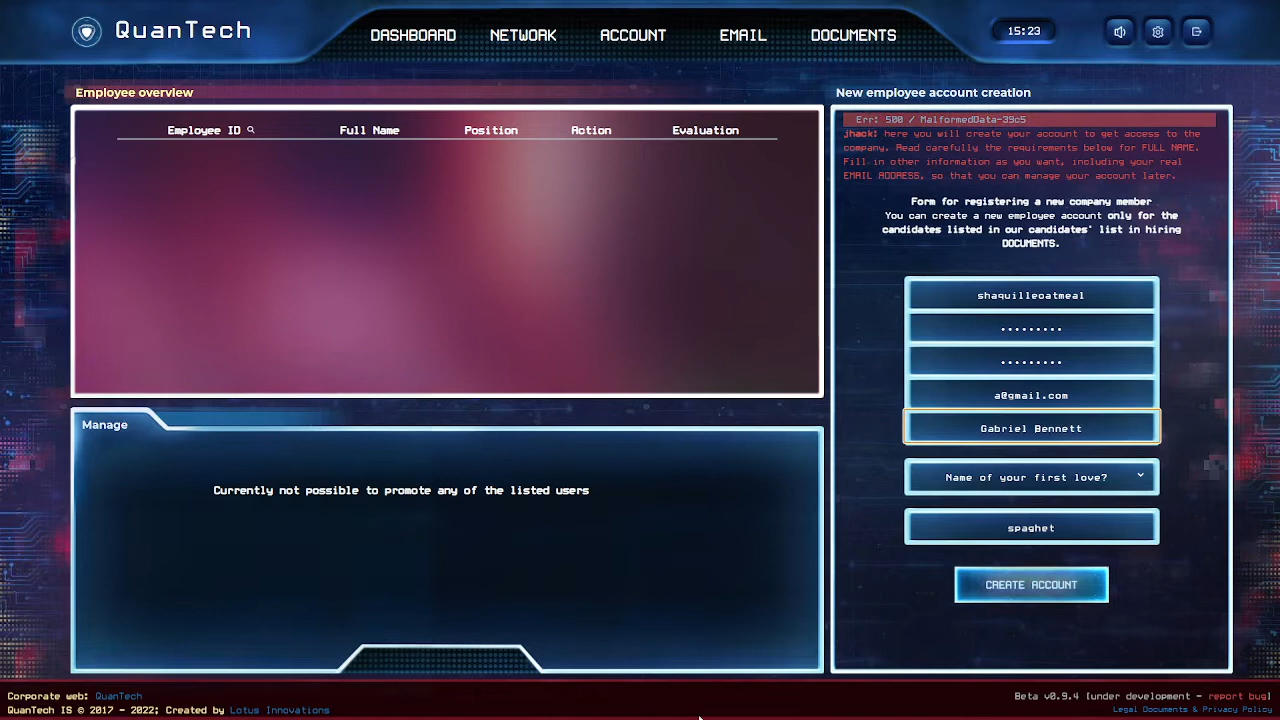 QuanTech
DASHBOARD
NETWORK
ACCOUNT
EMAIL
DOCUMENTS
15:23
Employee overview
Employee ID
Full Name
Position
Action
Evaluation
Manage
Currently not possible to promote any of the listed users
New employee account creation
Err: 500 / MalformedData-39c5
jhack: here you will create your account to get access to the
company. Read carefully the requirements below for FULL NAME.
Fill in other information as you want, including your real
EMAIL ADDRESS, so that you can manage your account later.
Form for registering a new company member
You can create a new employee account only for the
candidates listed in our candidates' list in hiring
DOCUMENTS.
shaquilleoatmeal
•••••••••
•••••••••
a@gmail.com
Gabriel Bennett
Name of your first love?
spaghet
CREATE ACCOUNT
Corporate web: QuanTech
QuanTech IS © 2017 - 2022; Created by Lotus Innovations
Beta v0.9.4 [under development - report bug]
Legal Documents & Privacy Policy